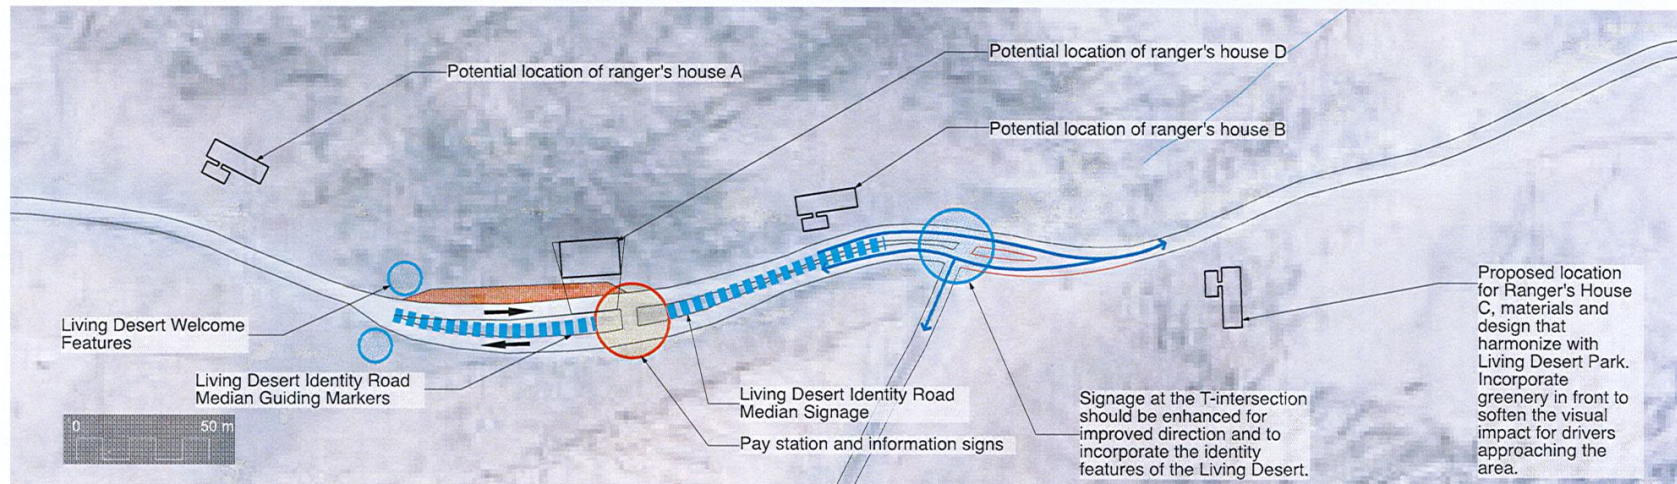 Potential location of ranger's house D
Potential location of ranger's house A
Potential location of ranger's house B
Living Desert Welcome
Features
Living Desert Identity Road
Median Guiding Markers
Living Desert Identity Road
Median Signage
Pay station and information signs
Signage at the T-intersection
should be enhanced for
improved direction and to
incorporate the identity
features of the Living Desert.
Proposed location
for Ranger's House
C, materials and
design that
harmonize with
Living Desert Park.
Incorporate
greenery in front to
soften the visual
impact for drivers
approaching the
area.
0 50 m